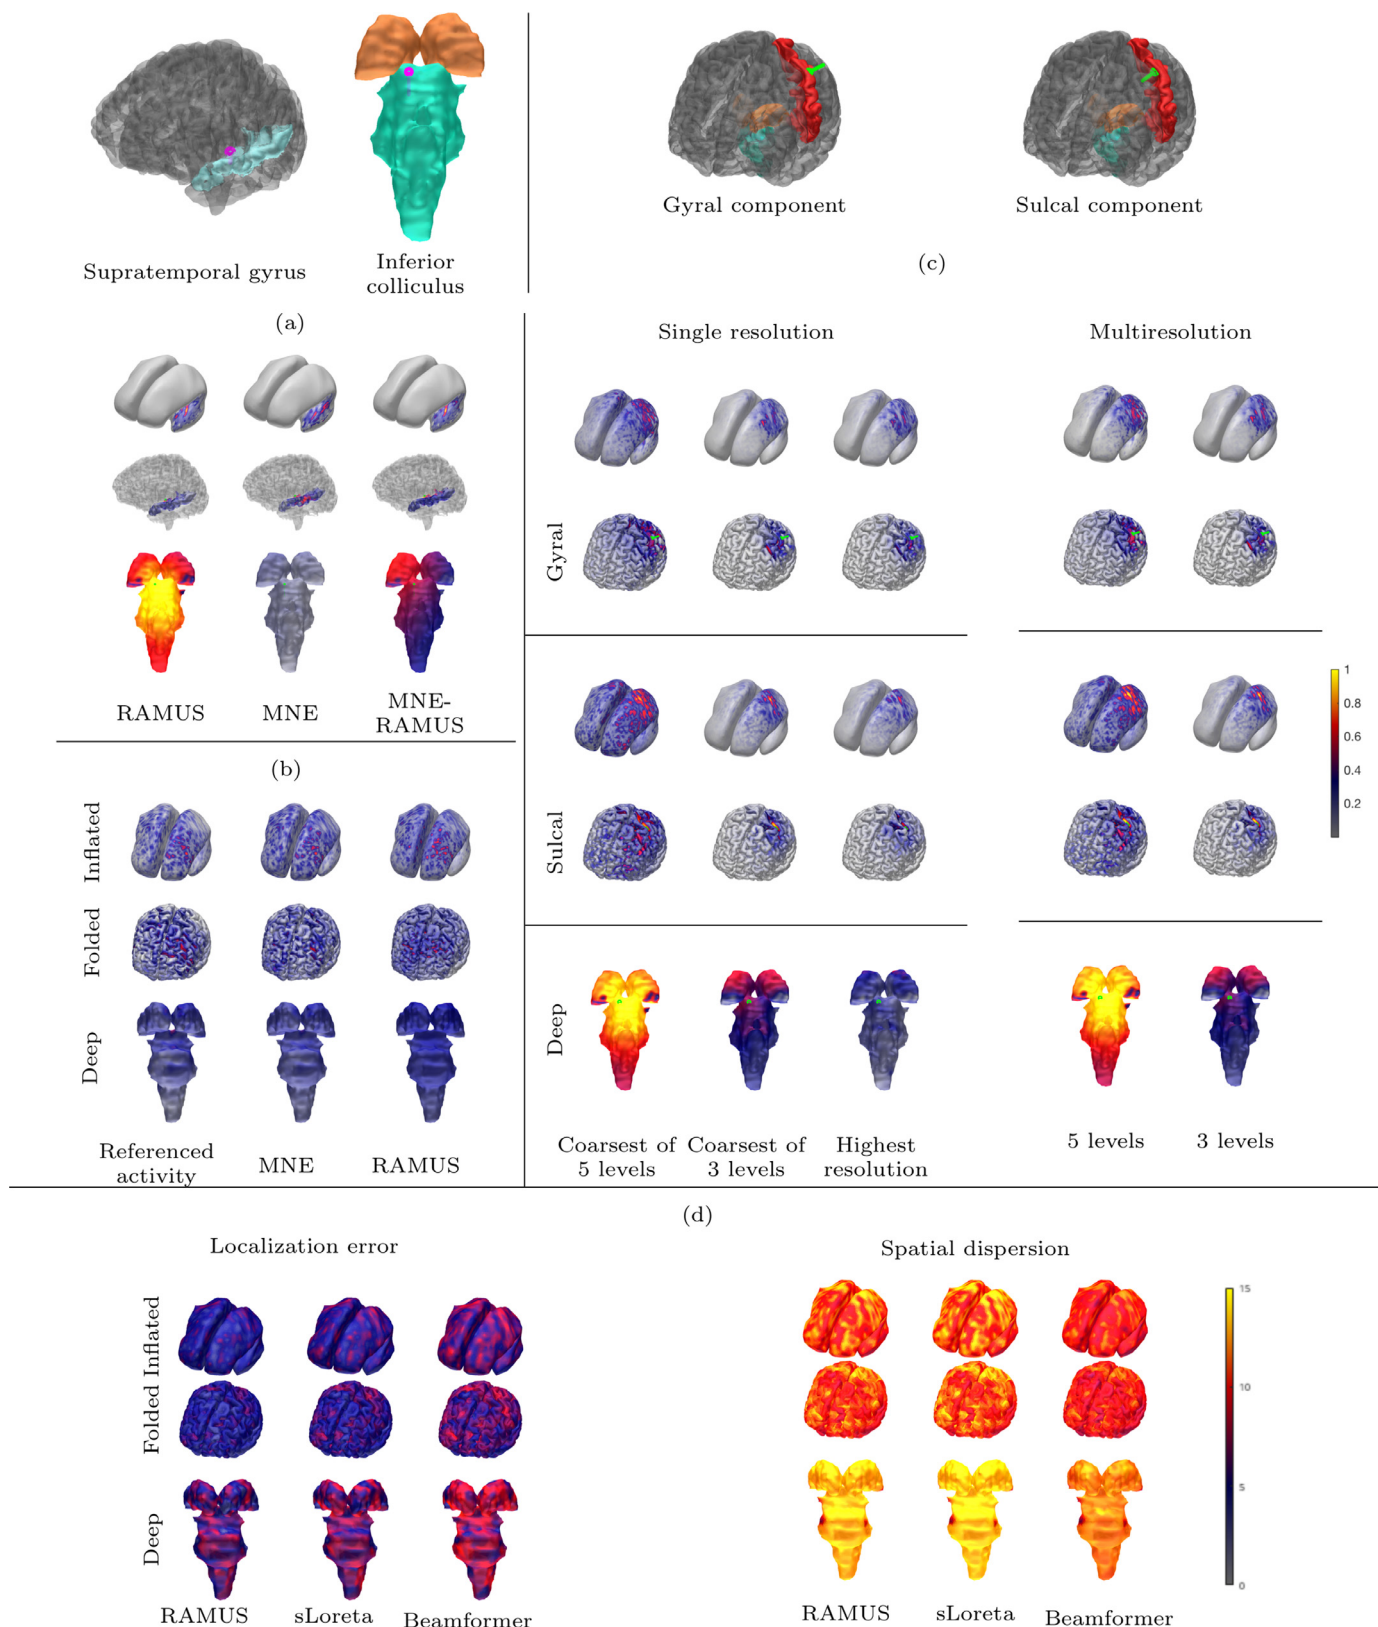 Supratemporal gyrus
Inferior
colliculus
(a)
Gyral component
Sulcal component
(c)
RAMUS
MNE
MNE-
RAMUS
(b)
Inflated
Folded
Deep
Referenced
activity
MNE
RAMUS
Single resolution
Multiresolution
Gyral
Sulcal
Deep
1
0.8
0.6
0.4
0.2
Coarsest of
5 levels
Coarsest of
3 levels
Highest
resolution
5 levels
3 levels
(d)
Localization error
Spatial dispersion
Inflated
Folded
Deep
RAMUS
sLoreta
Beamformer
RAMUS
sLoreta
Beamformer
15
10
5
0